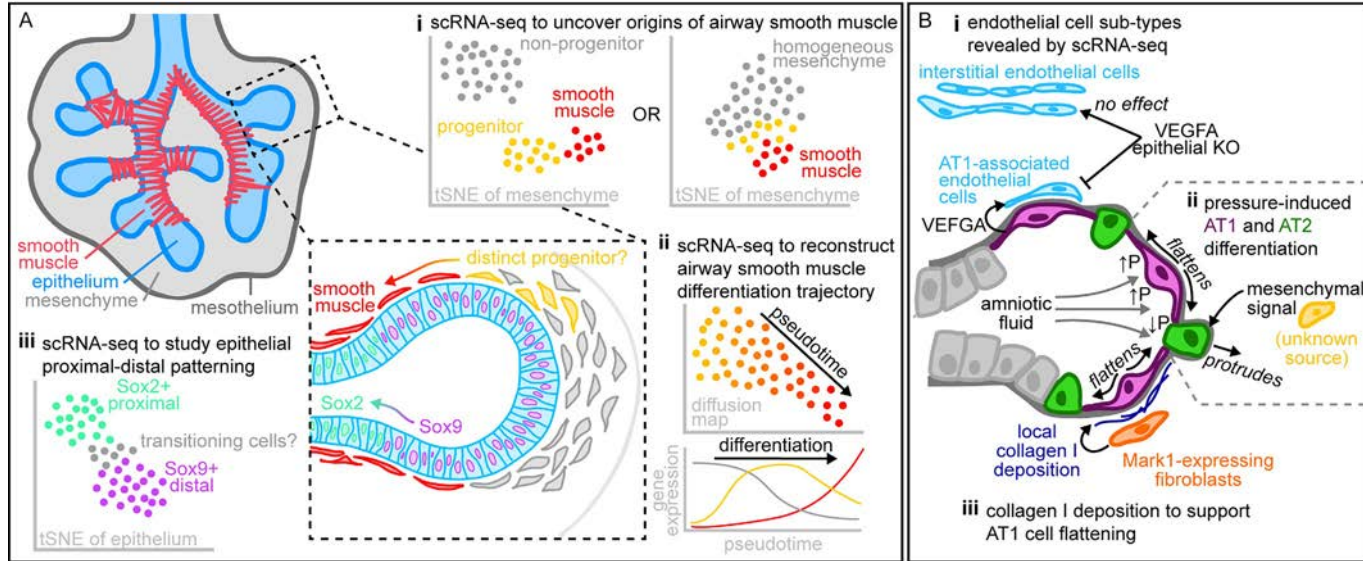 A
i scRNA-seq to uncover origins of airway smooth muscle
non-progenitor
progenitor
smooth
muscle
tSNE of mesenchyme
OR
homogeneous
mesenchyme
smooth
muscle
tSNE of mesenchyme
smooth
muscle
epithelium
mesenchyme
mesothelium
ii scRNA-seq to reconstruct
airway smooth muscle
differentiation trajectory
pseudotime
diffusion
map
differentiation
gene
expression
pseudotime
distinct progenitor?
smooth
muscle
Sox2
Sox9
iii scRNA-seq to study epithelial
proximal-distal patterning
Sox2+
proximal
transitioning cells?
Sox9+
distal
tSNE of epithelium
B
i endothelial cell sub-types
revealed by scRNA-seq
interstitial endothelial cells
no effect
VEGFA
epithelial KO
AT1-associated
endothelial
cells
VEFGA
ii pressure-induced
AT1 and AT2
differentiation
flattens
↑P
↑P
↓P
amniotic
fluid
mesenchymal
signal
(unknown
source)
protrudes
flattens
local
collagen I
deposition
Mark1-expressing
fibroblasts
iii collagen I deposition to support
AT1 cell flattening